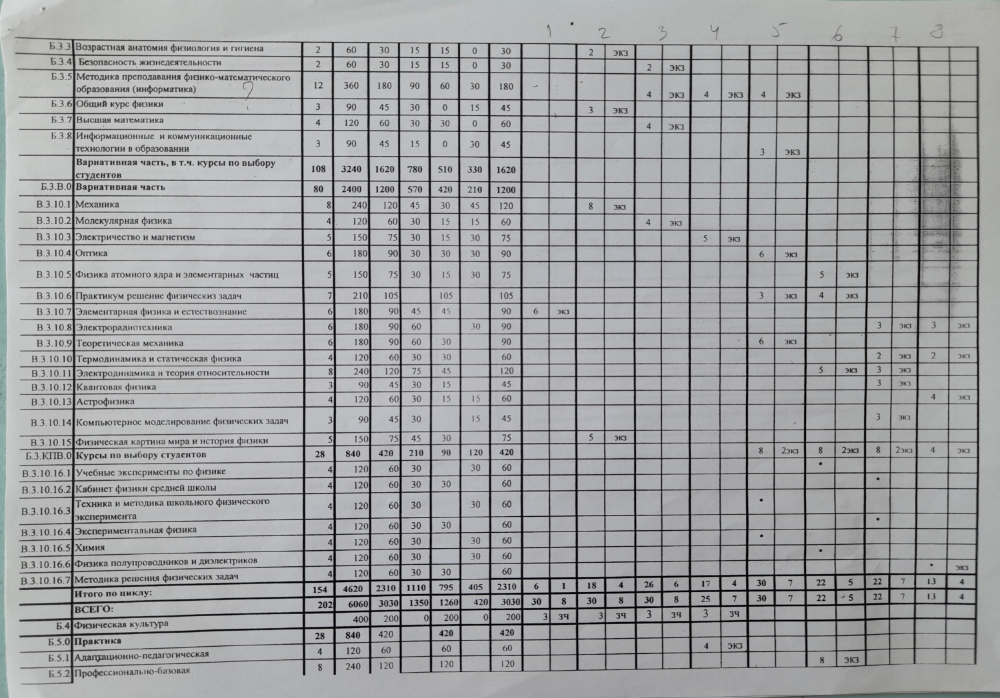 1 2 3 4 5 6 7 8
Б.3.3 Возрастная анатомия физиология и гигиена 2 60 30 15 15 0 30 2 экз
Б.3.4 Безопасность жизнедеятельности 2 60 30 15 15 0 30 2 экз
Б.3.5 Методика преподавания физико-математического
образования (информатика) 12 360 180 90 60 30 180 4 экз 4 экз 4 экз
Б.3.6 Общий курс физики 3 90 45 30 0 15 45 3 экз
Б.3.7 Высшая математика 4 120 60 30 30 0 60 4 экз
Б.3.8 Информационные и коммуникационные
технологии в образовании 3 90 45 15 0 30 45 3 экз
Вариативная часть, в т.ч. курсы по выбору
студентов 108 3240 1620 780 510 330 1620
Б.3.В.0 Вариативная часть 80 2400 1200 570 420 210 1200
В.3.10.1 Механика 8 240 120 45 30 45 120 8 экз
В.3.10.2 Молекулярная физика 4 120 60 30 15 15 60 4 экз
В.3.10.3 Электричество и магнетизм 5 150 75 30 15 30 75 5 экз
В.3.10.4 Оптика 6 180 90 30 30 30 90 6 экз
В.3.10.5 Физика атомного ядра и элементарных частиц 5 150 75 30 15 30 75 5 экз
В.3.10.6 Практикум решение физическиз задач 7 210 105 105 105 3 экз 4 экз
В.3.10.7 Элементарная физика и естествознание 6 180 90 45 45 90 6 экз
В.3.10.8 Электрорадиотехника 6 180 90 60 30 90 3 экз 3 экз
В.3.10.9 Теоретическая механика 6 180 90 60 30 90 6 экз
В.3.10.10 Термодинамика и статическая физика 4 120 60 30 30 60 2 экз 2 экз
В.3.10.11 Электродинамика и теория относительности 8 240 120 75 45 120 5 экз 3 экз
В.3.10.12 Квантовая физика 3 90 45 30 15 45 3 экз
В.3.10.13 Астрофизика 4 120 60 30 15 15 60 4 экз
В.3.10.14 Компьютерное моделирование физических задач 3 90 45 30 15 45 3 экз
В.3.10.15 Физическая картина мира и история физики 5 150 75 45 30 75 5 экз
Б.3.КПВ.0 Курсы по выбору студентов 28 840 420 210 90 120 420 8 2экз 8 2экз 8 2экз 4 экз
В.3.10.16.1 Учебные эксперименты по физике 4 120 60 30 30 60 *
В.3.10.16.2 Кабинет физики средней школы 4 120 60 30 30 60 *
В.3.10.16.3 Техника и методика школьного физического
эксперимента 4 120 60 30 30 60 *
В.3.10.16.4 Экспериментальная физика 4 120 60 30 30 60 *
В.3.10.16.5 Химия 4 120 60 30 30 60 *
В.3.10.16.6 Физика полупроводников и диэлектриков 4 120 60 30 30 60 *
В.3.10.16.7 Методика решения физических задач 4 120 60 30 30 60 * экз
Итого по циклу: 154 4620 2310 1110 795 405 2310 6 1 18 4 26 6 17 4 30 7 22 5 22 7 13 4
ВСЕГО: 202 6060 3030 1350 1260 420 3030 30 8 30 8 30 8 25 7 30 7 22 5 22 7 13 4
Б.4 Физическая культура 400 200 0 200 0 200 3 зч 3 зч 3 зч 3 зч
Б.5.0 Практика 28 840 420 420 420
Б.5.1 Адапрационно-педагогическая 4 120 60 60 60 4 экз
Б.5.2 Профессионально-базовая 8 240 120 120 120 8 экз